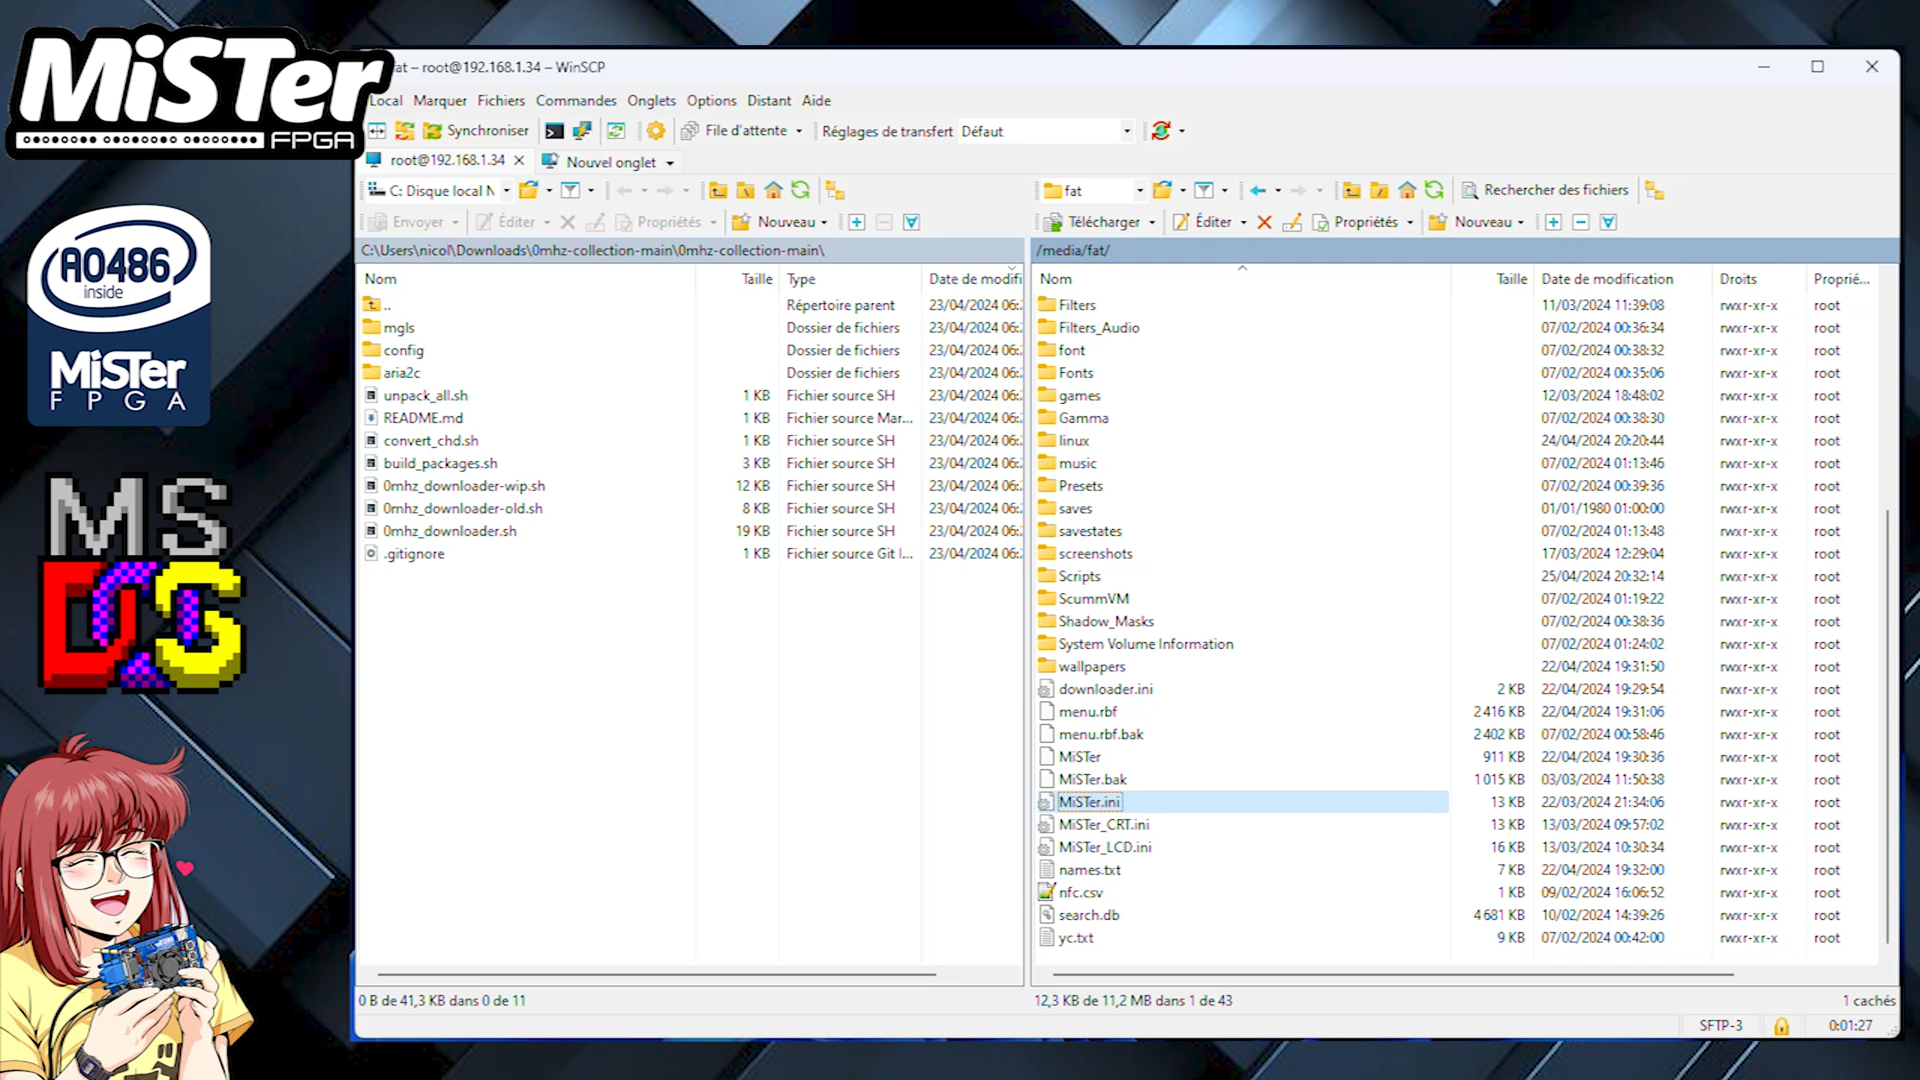 MiSTer
FPGA
AO486
inside
MiSTer
FPGA
MS
DOS
fat – root@192.168.1.34 – WinSCP
Local Marquer Fichiers Commandes Onglets Options Distant Aide
Synchroniser File d'attente Réglages de transfert Défaut
root@192.168.1.34 Nouvel onglet
C: Disque local N
fat Rechercher des fichiers
Envoyer Éditer Propriétés Nouveau
Télécharger Éditer Propriétés Nouveau
C:\Users\nicol\Downloads\0mhz-collection-main\0mhz-collection-main\
Nom Taille Type Date de modifi
.. Répertoire parent 23/04/2024 06:
mgls Dossier de fichiers 23/04/2024 06:
config Dossier de fichiers 23/04/2024 06:
aria2c Dossier de fichiers 23/04/2024 06:
unpack_all.sh 1 KB Fichier source SH 23/04/2024 06:
README.md 1 KB Fichier source Mar... 23/04/2024 06:
convert_chd.sh 1 KB Fichier source SH 23/04/2024 06:
build_packages.sh 3 KB Fichier source SH 23/04/2024 06:
0mhz_downloader-wip.sh 12 KB Fichier source SH 23/04/2024 06:
0mhz_downloader-old.sh 8 KB Fichier source SH 23/04/2024 06:
0mhz_downloader.sh 19 KB Fichier source SH 23/04/2024 06:
.gitignore 1 KB Fichier source Git I... 23/04/2024 06:
0 B de 41,3 KB dans 0 de 11
/media/fat/
Nom Taille Date de modification Droits Proprié...
Filters 11/03/2024 11:39:08 rwxr-xr-x root
Filters_Audio 07/02/2024 00:36:34 rwxr-xr-x root
font 07/02/2024 00:38:32 rwxr-xr-x root
Fonts 07/02/2024 00:35:06 rwxr-xr-x root
games 12/03/2024 18:48:02 rwxr-xr-x root
Gamma 07/02/2024 00:38:30 rwxr-xr-x root
linux 24/04/2024 20:20:44 rwxr-xr-x root
music 07/02/2024 01:13:46 rwxr-xr-x root
Presets 07/02/2024 00:39:36 rwxr-xr-x root
saves 01/01/1980 01:00:00 rwxr-xr-x root
savestates 07/02/2024 01:13:48 rwxr-xr-x root
screenshots 17/03/2024 12:29:04 rwxr-xr-x root
Scripts 25/04/2024 20:32:14 rwxr-xr-x root
ScummVM 07/02/2024 01:19:22 rwxr-xr-x root
Shadow_Masks 07/02/2024 00:38:36 rwxr-xr-x root
System Volume Information 07/02/2024 01:24:02 rwxr-xr-x root
wallpapers 22/04/2024 19:31:50 rwxr-xr-x root
downloader.ini 2 KB 22/04/2024 19:29:54 rwxr-xr-x root
menu.rbf 2 416 KB 22/04/2024 19:31:06 rwxr-xr-x root
menu.rbf.bak 2 402 KB 07/02/2024 00:58:46 rwxr-xr-x root
MiSTer 911 KB 22/04/2024 19:30:36 rwxr-xr-x root
MiSTer.bak 1 015 KB 03/03/2024 11:50:38 rwxr-xr-x root
MiSTer.ini 13 KB 22/03/2024 21:34:06 rwxr-xr-x root
MiSTer_CRT.ini 13 KB 13/03/2024 09:57:02 rwxr-xr-x root
MiSTer_LCD.ini 16 KB 13/03/2024 10:30:34 rwxr-xr-x root
names.txt 7 KB 22/04/2024 19:32:00 rwxr-xr-x root
nfc.csv 1 KB 09/02/2024 16:06:52 rwxr-xr-x root
search.db 4 681 KB 10/02/2024 14:39:26 rwxr-xr-x root
yc.txt 9 KB 07/02/2024 00:42:00 rwxr-xr-x root
12,3 KB de 11,2 MB dans 1 de 43 1 cachés
SFTP-3 0:01:27